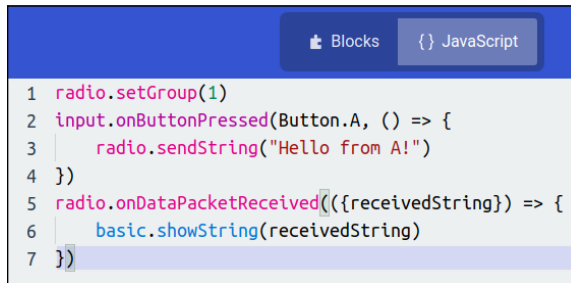 Blocks
{} JavaScript
1 radio.setGroup(1)
2 input.onButtonPressed(Button.A, () => {
3     radio.sendString("Hello from A!")
4 })
5 radio.onDataPacketReceived(({receivedString}) => {
6     basic.showString(receivedString)
7 })